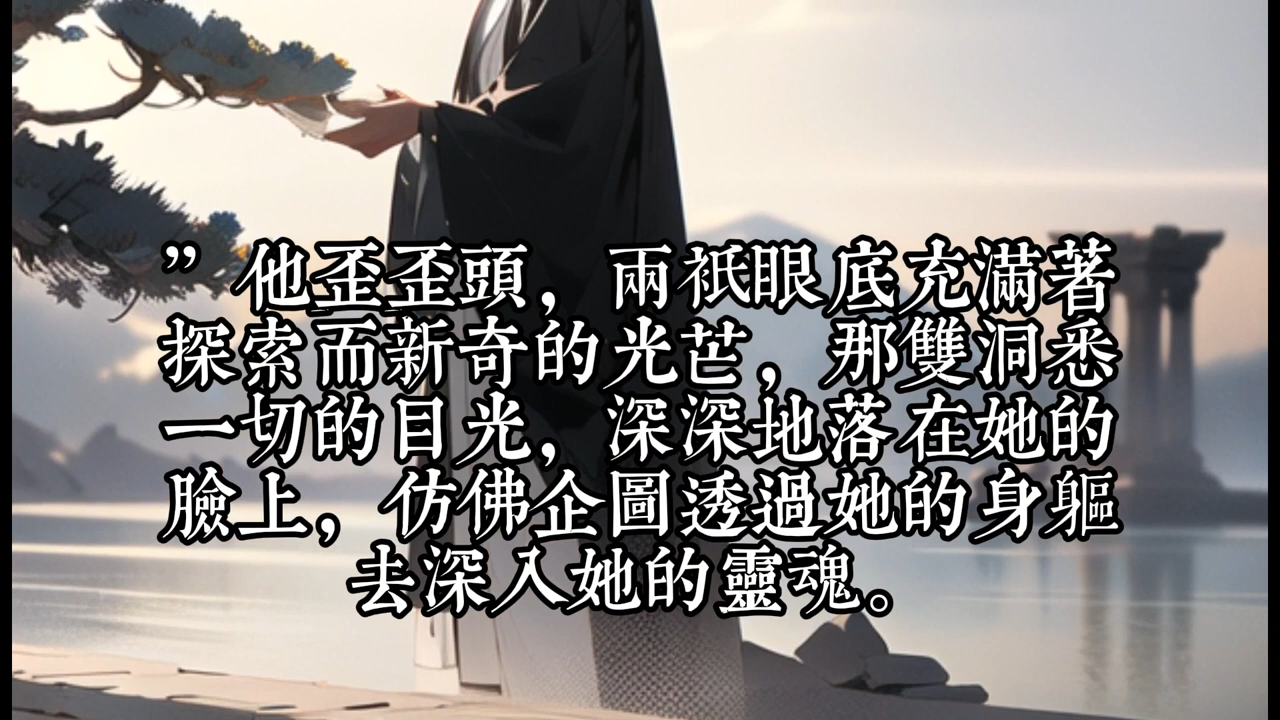 ”他歪歪頭，兩衹眼底充滿著
探索而新奇的光芒，那雙洞悉
一切的目光，深深地落在她的
臉上，仿佛企圖透過她的身軀
去深入她的靈魂。